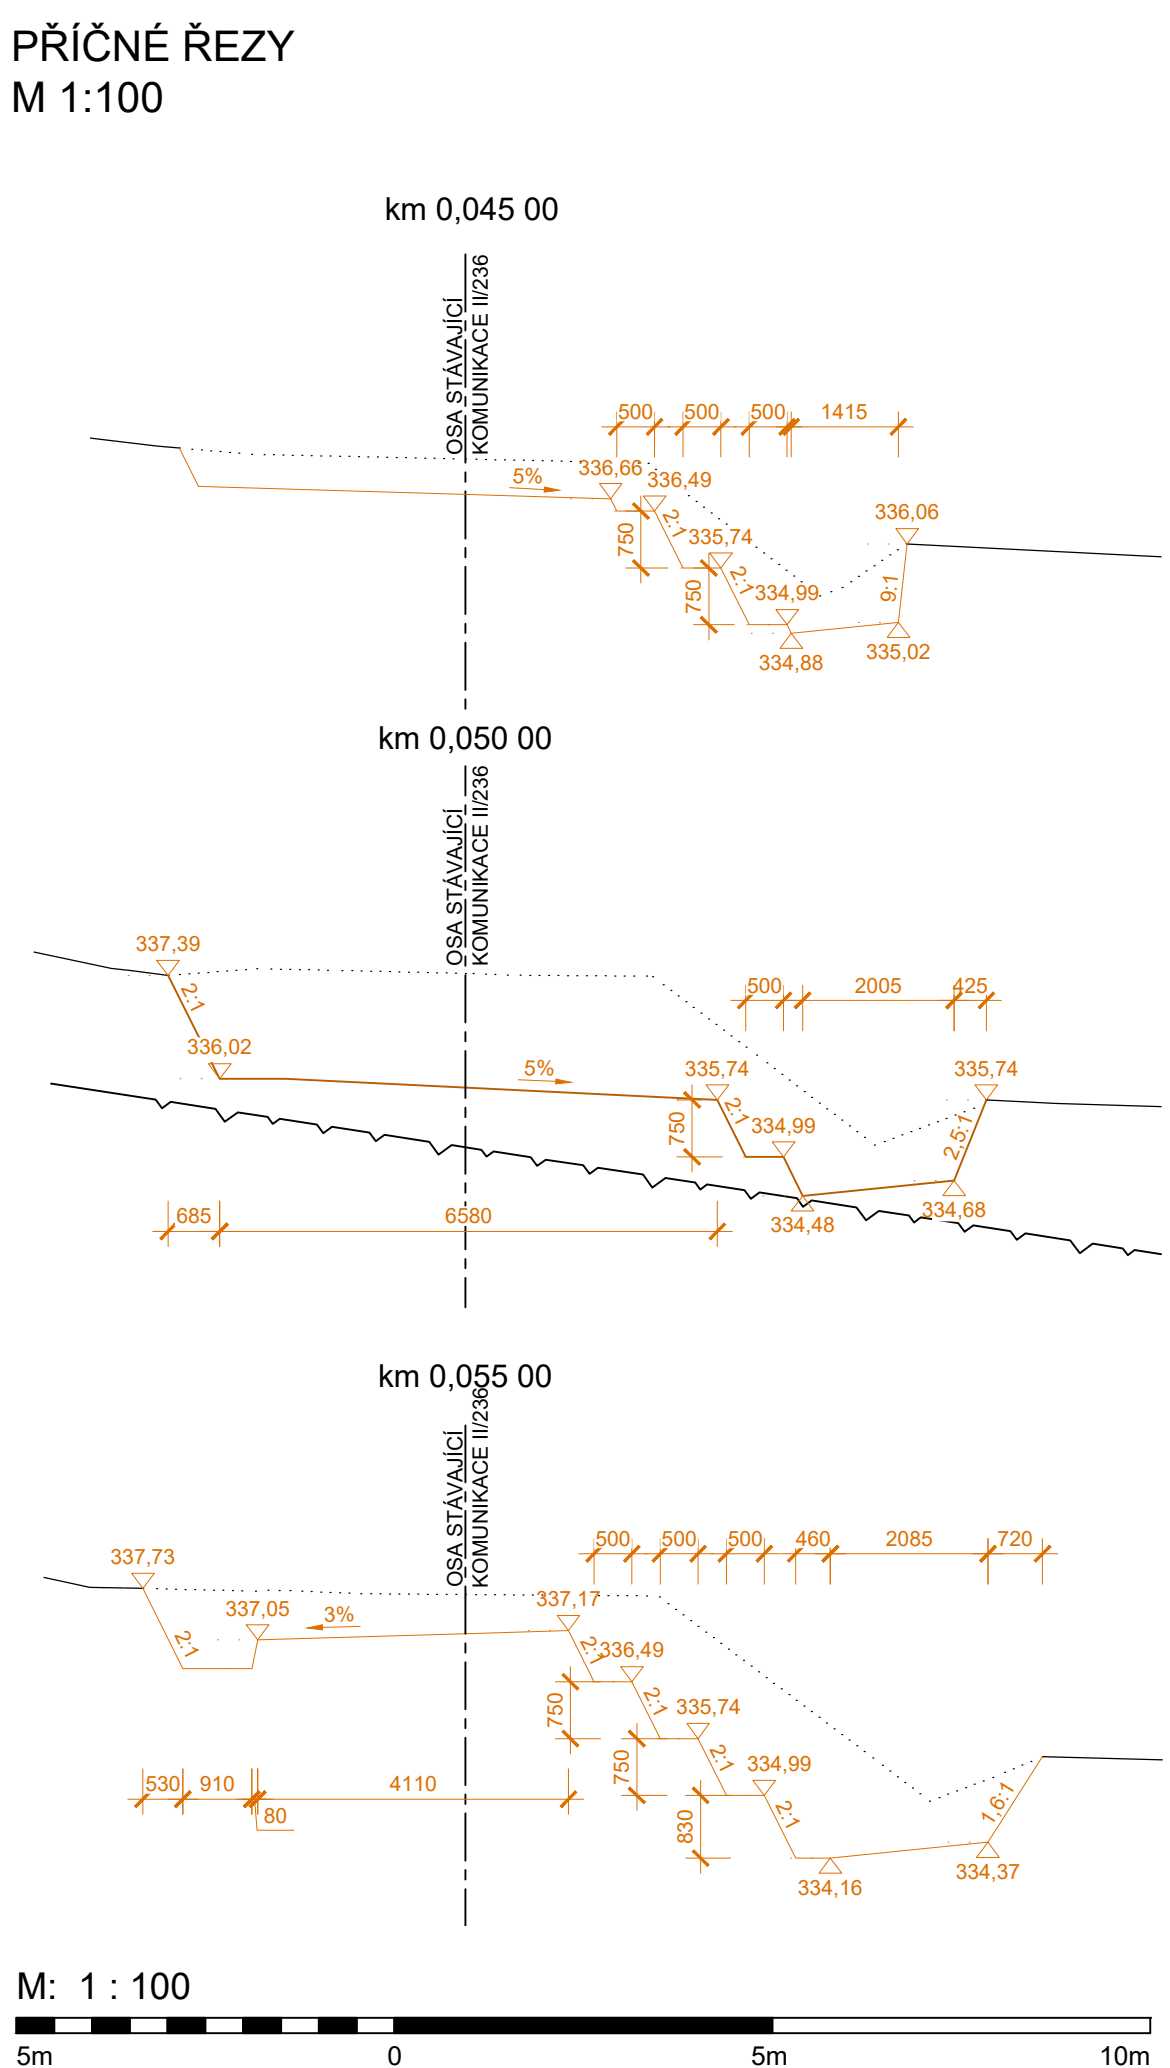 PŘÍČNÉ ŘEZY
M 1:100
km 0,045 00
OSA STÁVAJÍCÍ
KOMUNIKACE II/236
500 500 500 1415
5%
336,66
336,49
336,06
750
2:1
335,74
750
2:1
334,99
9:1
334,88
335,02
km 0,050 00
OSA STÁVAJÍCÍ
KOMUNIKACE II/236
337,39
2:1
500 2005 425
336,02
5%
335,74
335,74
750
2:1
334,99
2,5:1
334,48
334,68
685 6580
km 0,055 00
OSA STÁVAJÍCÍ
KOMUNIKACE II/236
500 500 500 460 2085 720
337,73
2:1
337,05
3%
337,17
2:1
336,49
750
2:1
335,74
750
2:1
334,99
830
2:1
1,6:1
530 910 4110
80
334,16
334,37
M: 1 : 100
5m 0 5m 10m